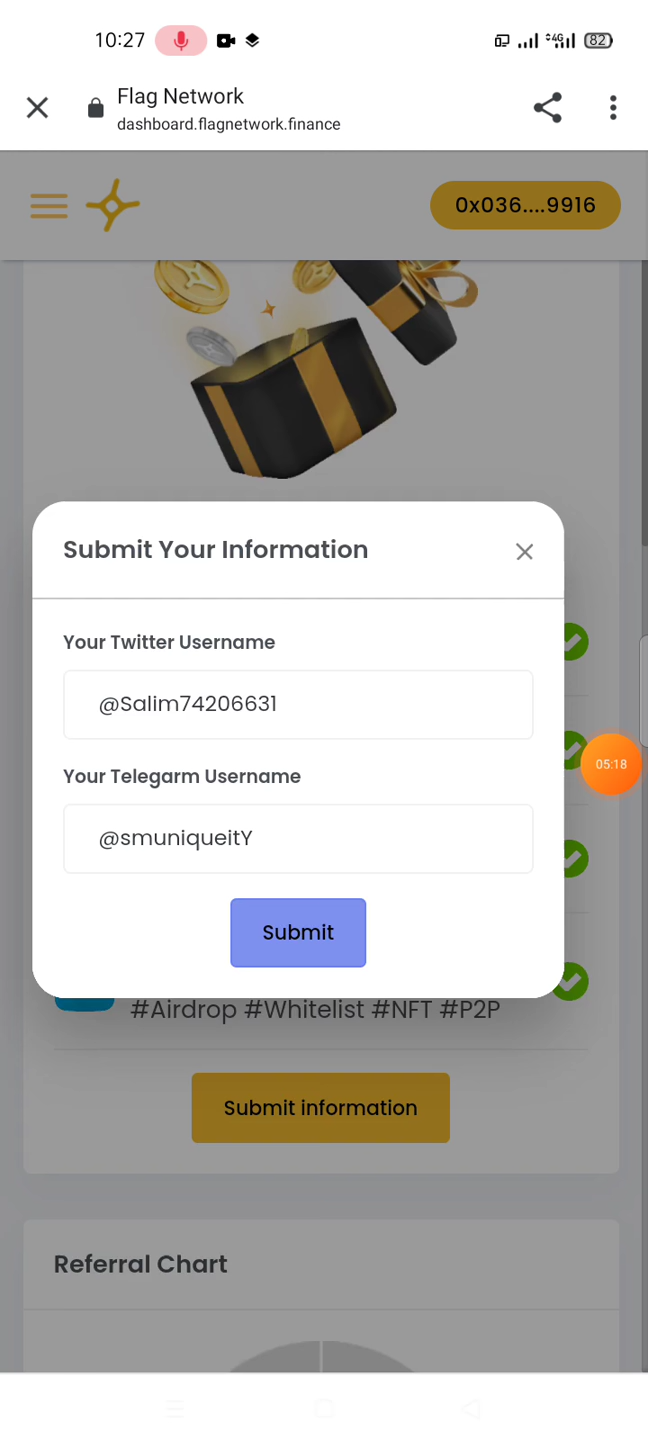 10:27
4G
82
Flag Network
dashboard.flagnetwork.finance
0x036....9916
Submit Your Information
Your Twitter Username
@Salim74206631
Your Telegarm Username
@smuniqueitY
Submit
05:18
#Airdrop #Whitelist #NFT #P2P
Submit information
Referral Chart